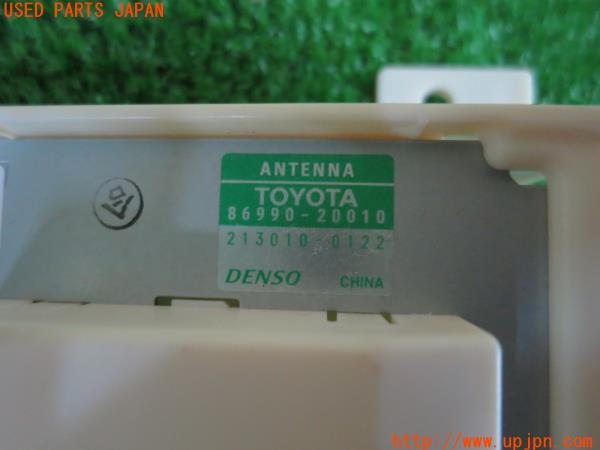 USED PARTS JAPAN
ANTENNA
TOYOTA
86990-20010
213010-0122
DENSO CHINA
http://www.upjpn.com/